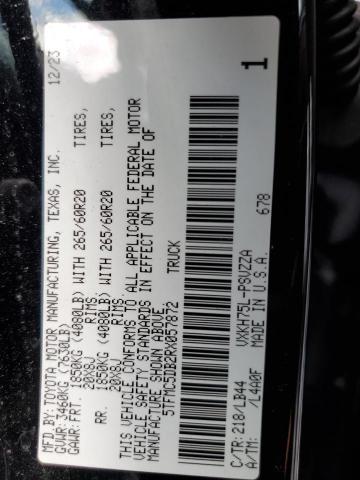 MFD.BY: TOYOTA MOTOR MANUFACTURING, TEXAS, INC. 12/23
GVWR: 3460KG (7630LB)
GAWR: FRT. 1850KG (4080LB) WITH 265/60R20 TIRES,
20x8J RIMS,
RR. 1850KG (4080LB) WITH 265/60R20 TIRES,
20x8J RIMS,
THIS VEHICLE CONFORMS TO ALL APPLICABLE FEDERAL MOTOR
VEHICLE SAFETY STANDARDS IN EFFECT ON THE DATE OF
MANUFACTURE SHOWN ABOVE.
5TFMC5DB2RX057872 TRUCK
C/TR: 218/LB44 VXKH75L-PSVZZA
A/TM: /L4A0F MADE IN U.S.A. 678
1